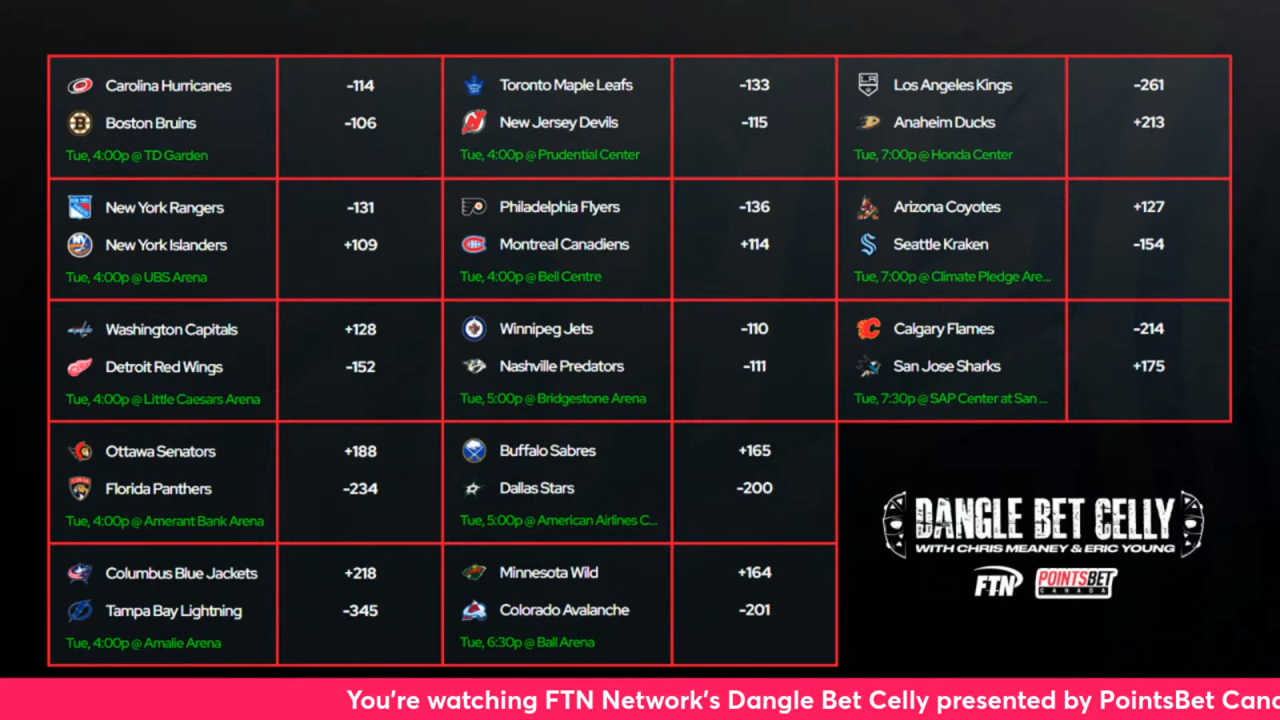 Carolina Hurricanes -114
Boston Bruins -106
Tue, 4:00p @ TD Garden
New York Rangers -131
New York Islanders +109
Tue, 4:00p @ UBS Arena
Washington Capitals +128
Detroit Red Wings -152
Tue, 4:00p @ Little Caesars Arena
Ottawa Senators +188
Florida Panthers -234
Tue, 4:00p @ Amerant Bank Arena
Columbus Blue Jackets +218
Tampa Bay Lightning -345
Tue, 4:00p @ Amalie Arena
Toronto Maple Leafs -133
New Jersey Devils -115
Tue, 4:00p @ Prudential Center
Philadelphia Flyers -136
Montreal Canadiens +114
Tue, 4:00p @ Bell Centre
Winnipeg Jets -110
Nashville Predators -111
Tue, 5:00p @ Bridgestone Arena
Buffalo Sabres +165
Dallas Stars -200
Tue, 5:00p @ American Airlines C...
Minnesota Wild +164
Colorado Avalanche -201
Tue, 6:30p @ Ball Arena
Los Angeles Kings -261
Anaheim Ducks +213
Tue, 7:00p @ Honda Center
Arizona Coyotes +127
Seattle Kraken -154
Tue, 7:00p @ Climate Pledge Are...
Calgary Flames -214
San Jose Sharks +175
Tue, 7:30p @ SAP Center at San ...
DANGLE BET CELLY
WITH CHRIS MEANEY & ERIC YOUNG
FTN POINTSBET
CANADA
You're watching FTN Network's Dangle Bet Celly presented by PointsBet Cana